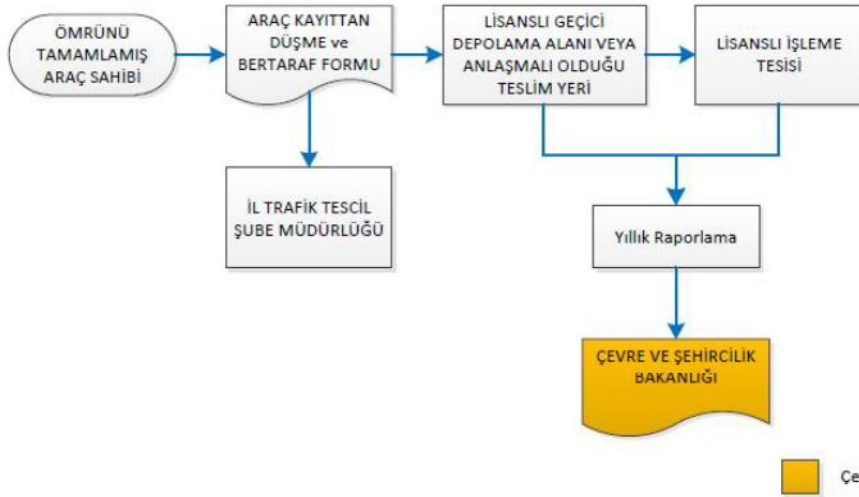 ÖMRÜNÜ
TAMAMLAMIŞ
ARAÇ SAHİBİ
ARAÇ KAYITTAN
DÜŞME ve
BERTARAF FORMU
LİSANSLI GEÇİCİ
DEPOLAMA ALANI VEYA
ANLAŞMALI OLDUĞU
TESLİM YERİ
LİSANSLI İŞLEME
TESİSİ
İL TRAFİK TESCİL
ŞUBE MÜDÜRLÜĞÜ
Yıllık Raporlama
ÇEVRE VE ŞEHİRCİLİK
BAKANLIĞI
Çe